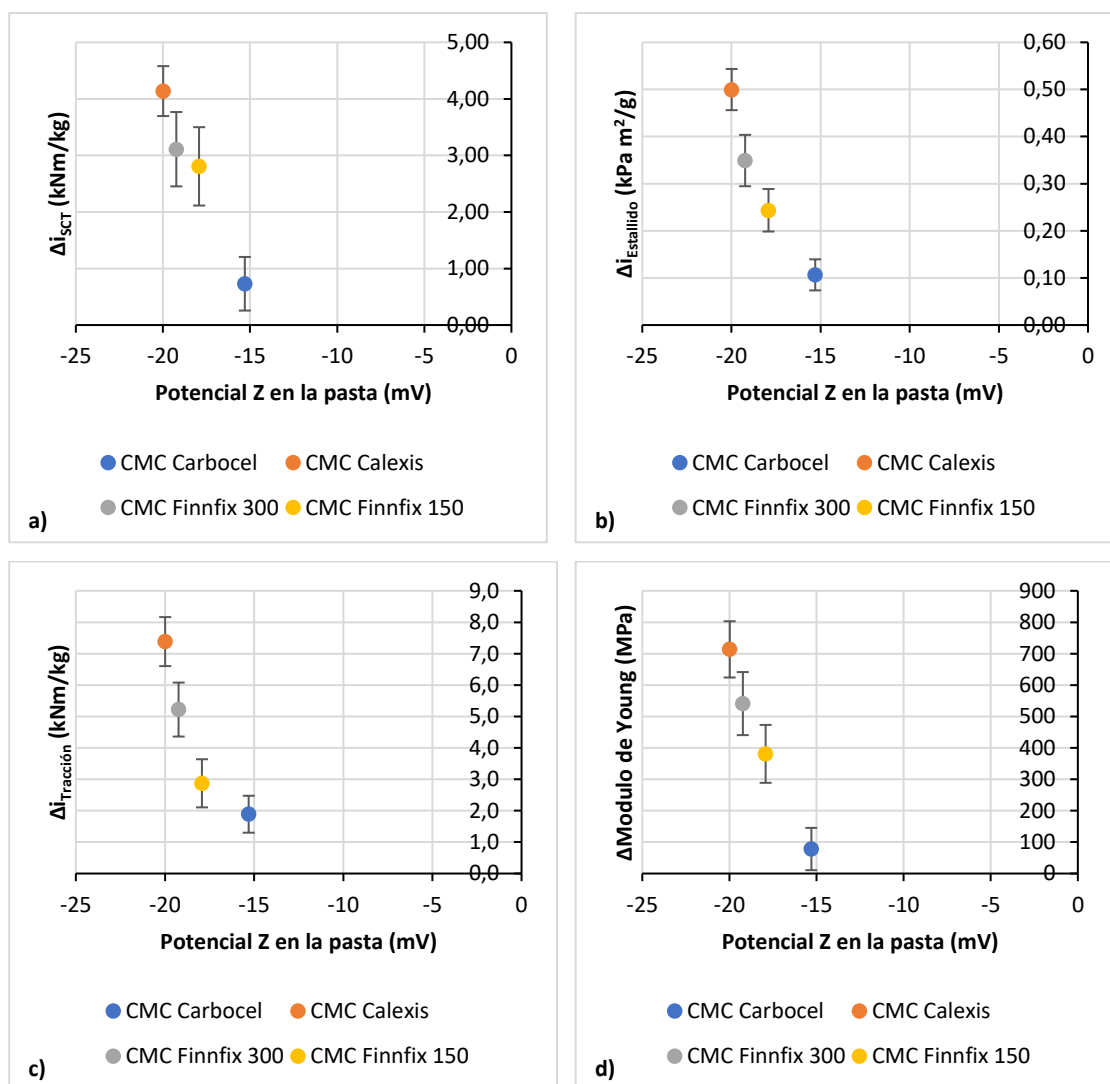 5,00
4,00
3,00
2,00
1,00
0,00
-25 -20 -15 -10 -5 0
Δi_SCT (kNm/kg)
Potencial Z en la pasta (mV)
CMC Carbocel CMC Calexis
CMC Finnfix 300 CMC Finnfix 150
a)
0,60
0,50
0,40
0,30
0,20
0,10
0,00
-25 -20 -15 -10 -5 0
Δi_Estallido (kPa m²/g)
Potencial Z en la pasta (mV)
CMC Carbocel CMC Calexis
CMC Finnfix 300 CMC Finnfix 150
b)
9,0
8,0
7,0
6,0
5,0
4,0
3,0
2,0
1,0
0,0
-25 -20 -15 -10 -5 0
Δi_Tracción (kNm/kg)
Potencial Z en la pasta (mV)
CMC Carbocel CMC Calexis
CMC Finnfix 300 CMC Finnfix 150
c)
900
800
700
600
500
400
300
200
100
0
-25 -20 -15 -10 -5 0
ΔModulo de Young (MPa)
Potencial Z en la pasta (mV)
CMC Carbocel CMC Calexis
CMC Finnfix 300 CMC Finnfix 150
d)